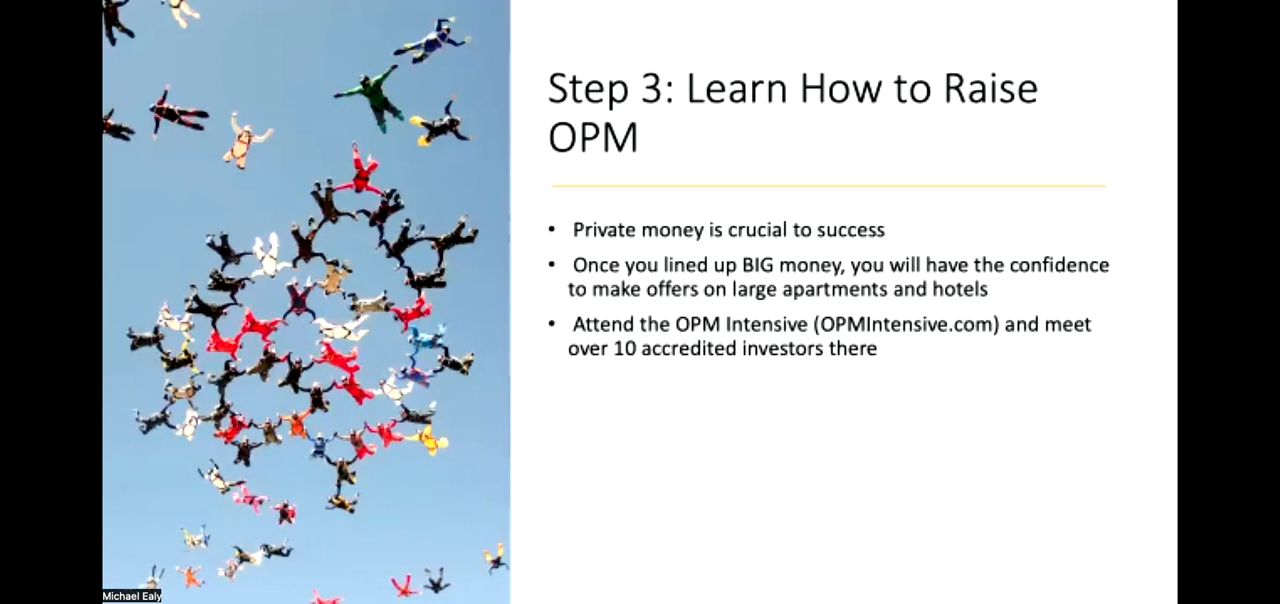 Step 3: Learn How to Raise
OPM
• Private money is crucial to success
• Once you lined up BIG money, you will have the confidence
to make offers on large apartments and hotels
• Attend the OPM Intensive (OPMIntensive.com) and meet
over 10 accredited investors there
Michael Ealy